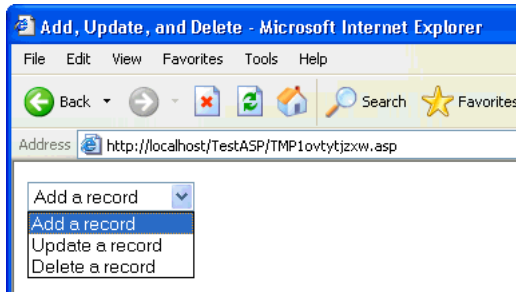 Add, Update, and Delete - Microsoft Internet Explorer
File Edit View Favorites Tools Help
Back Search Favorites
Address http://localhost/TestASP/TMP1ovtytjzxw.asp
Add a record
Add a record
Update a record
Delete a record